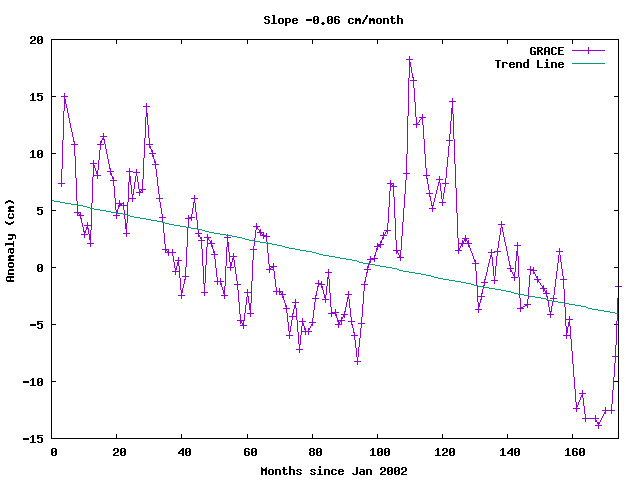 Slope -0.06 cm/month
GRACE
Trend Line
20
15
10
5
0
-5
-10
-15
Anomaly (cm)
0 20 40 60 80 100 120 140 160
Months since Jan 2002